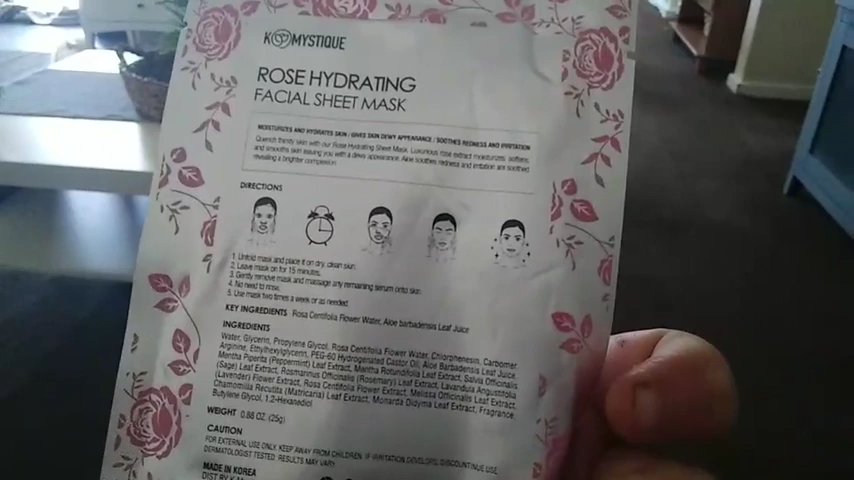 K MYSTIQUE
ROSE HYDRATING
FACIAL SHEET MASK
MOISTURIZES AND HYDRATES SKIN / GIVES SKIN DEWY APPEARANCE / SOOTHES REDNESS AND IRRITATION
Quench thirsty skin with our Rose Hydrating Sheet Mask. Luxurious rose extract moisturizes, softens,
and smooths skin leaving you with a dewy appearance. Aloe soothes redness and irritation are soothed
revealing a brighter complexion.
DIRECTIONS
1. Unfold mask and place it on dry, clean skin.
2. Leave mask on for 15 minutes.
3. Gently remove mask and massage any remaining serum onto skin.
4. No need to rinse.
5. Use mask two times a week or as needed.
KEY INGREDIENTS Rosa Centifolia Flower Water, Aloe barbadensis Leaf Juice
INGREDIENTS
Water, Glycerin, Propylene Glycol, Rosa Centifolia Flower Water, Chlorphenesin, Carbomer,
Arginine, Ethylhexylglycerin, PEG-60 Hydrogenated Castor Oil, Aloe Barbadensis Leaf Juice,
Mentha Piperita (Peppermint) Leaf Extract, Mentha Rotundifolia Leaf Extract, Salvia Officinalis
(Sage) Leaf Extract, Rosmarinus Officinalis (Rosemary) Leaf Extract, Lavandula Angustifolia
(Lavender) Flower Extract, Rosa Centifolia Flower Extract, Melissa Officinalis Leaf Extract,
Chamomilla Recutita (Matricaria) Leaf Extract, Monarda Didyma Leaf Extract, Fragrance,
Butylene Glycol, 1,2-Hexanediol
WEIGHT 0.88 OZ. (25g)
CAUTION
FOR EXTERNAL USE ONLY. KEEP AWAY FROM CHILDREN. IF IRRITATION DEVELOPS, DISCONTINUE USE.
DERMATOLOGIST TESTED. RESULTS MAY VARY.
MADE IN KOREA
DIST BY